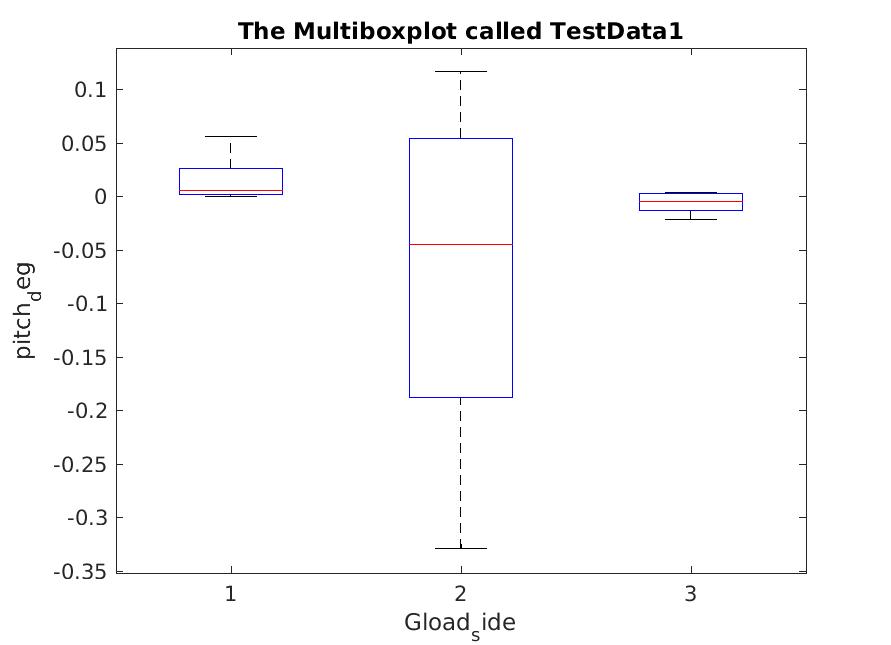 The Multiboxplot called TestData1
0.1
0.05
0
-0.05
-0.1
-0.15
-0.2
-0.25
-0.3
-0.35
pitch_deg
1 2 3
Gload_side